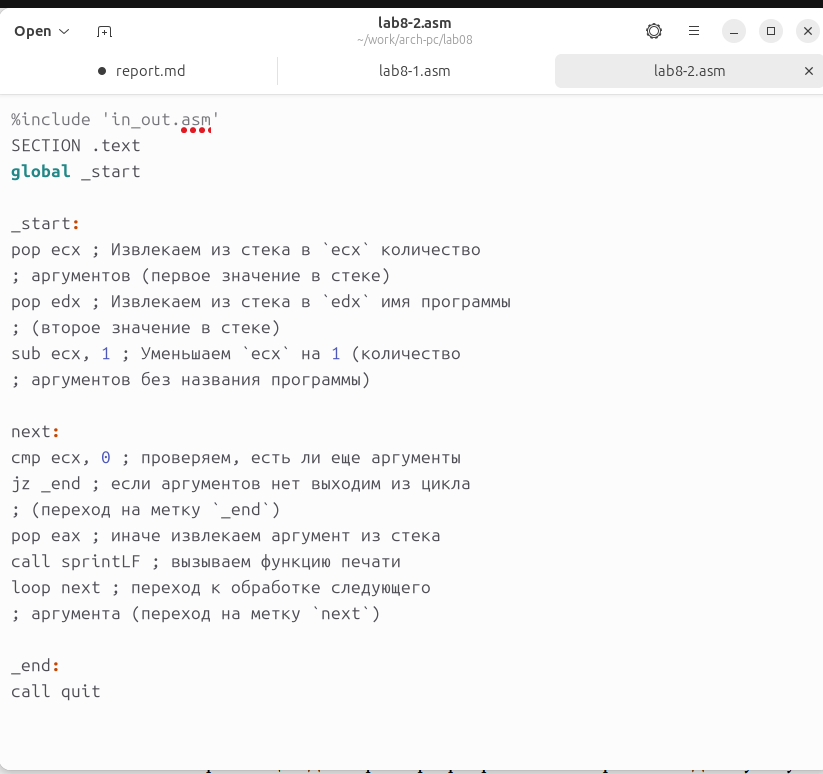 Open
lab8-2.asm
~/work/arch-pc/lab08
report.md
lab8-1.asm
lab8-2.asm
%include 'in_out.asm'
SECTION .text
global _start
_start:
pop ecx ; Извлекаем из стека в `ecx` количество
; аргументов (первое значение в стеке)
pop edx ; Извлекаем из стека в `edx` имя программы
; (второе значение в стеке)
sub ecx, 1 ; Уменьшаем `ecx` на 1 (количество
; аргументов без названия программы)
next:
cmp ecx, 0 ; проверяем, есть ли еще аргументы
jz _end ; если аргументов нет выходим из цикла
; (переход на метку `_end`)
pop eax ; иначе извлекаем аргумент из стека
call sprintLF ; вызываем функцию печати
loop next ; переход к обработке следующего
; аргумента (переход на метку `next`)
_end:
call quit